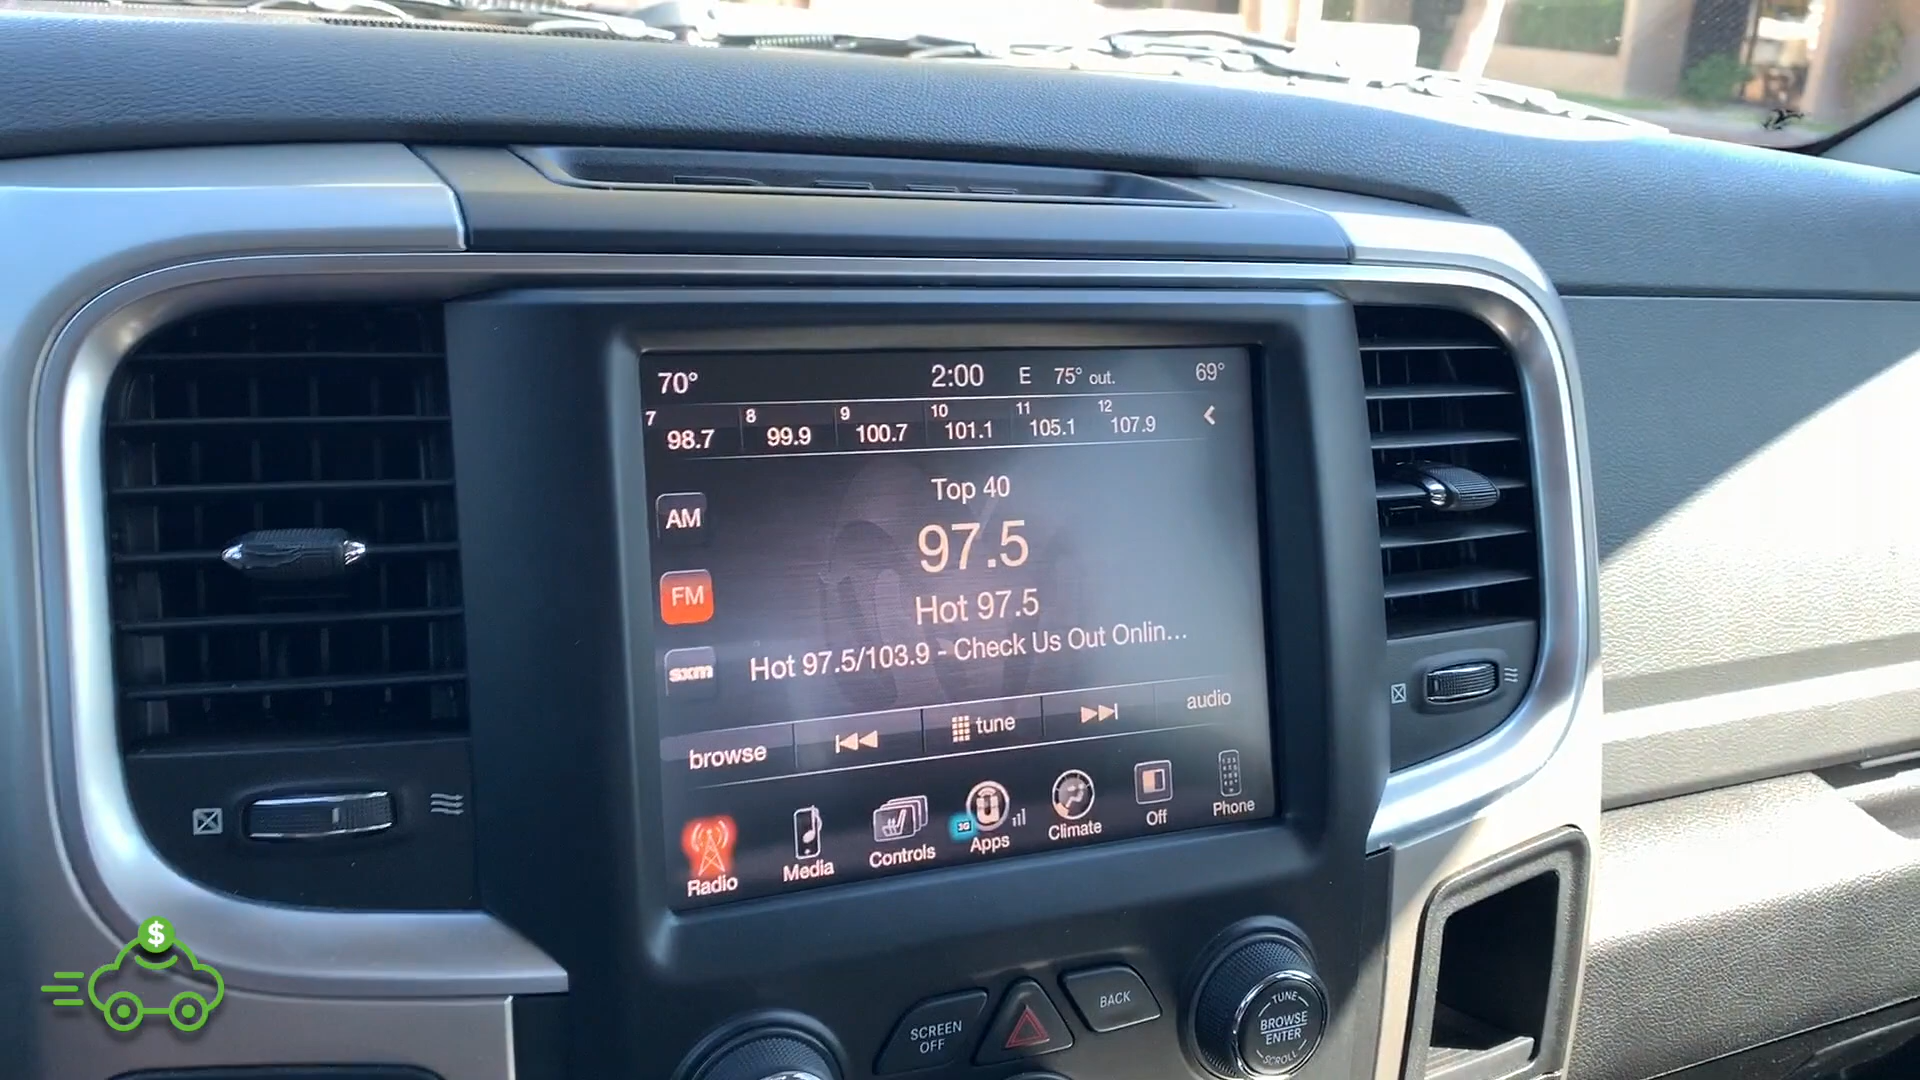 70° 2:00 E 75° out. 69°
7 98.7 8 99.9 9 100.7 10 101.1 11 105.1 12 107.9
Top 40
AM
97.5
FM
Hot 97.5
Hot 97.5/103.9 - Check Us Out Onlin...
sxm
browse tune audio
Radio Media Controls 3G Apps Climate Off Phone
SCREEN
OFF
BACK
TUNE
BROWSE
ENTER
SCROLL
$